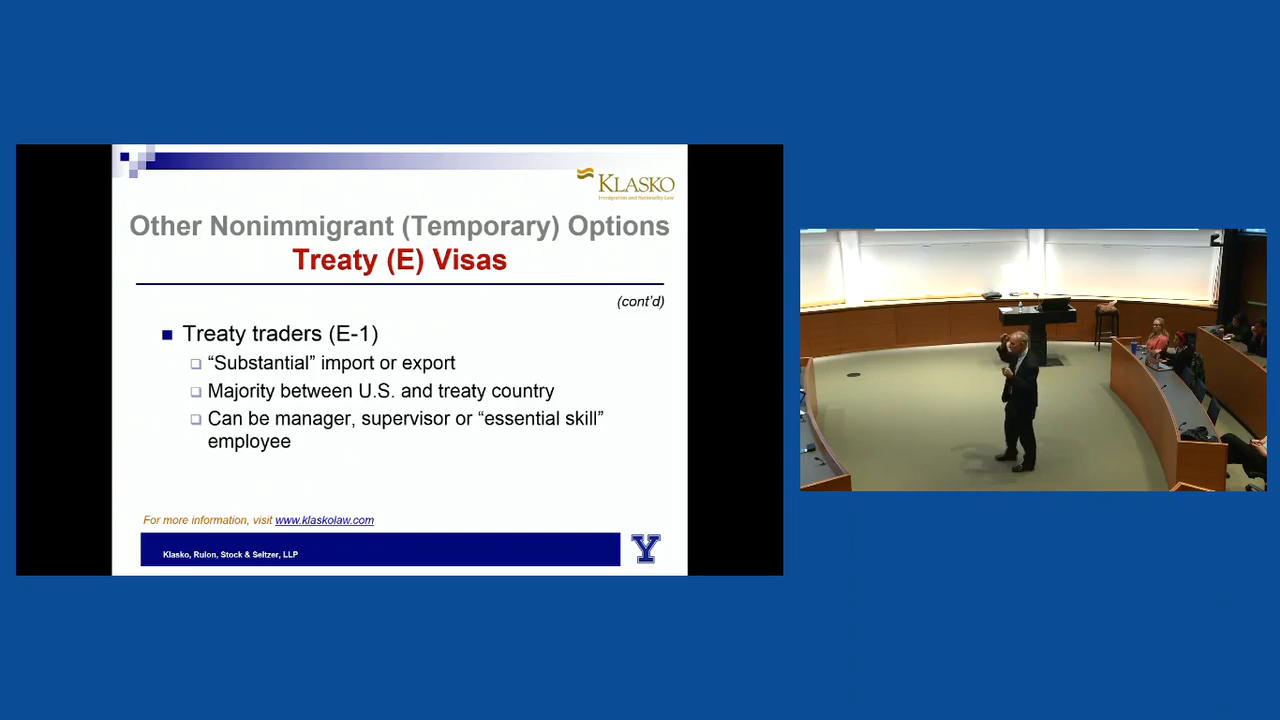 KLASKO
Immigration and Nationality Law
Other Nonimmigrant (Temporary) Options
Treaty (E) Visas
(cont'd)
Treaty traders (E-1)
“Substantial” import or export
Majority between U.S. and treaty country
Can be manager, supervisor or “essential skill”
employee
For more information, visit www.klaskolaw.com
Klasko, Rulon, Stock & Seltzer, LLP
Y